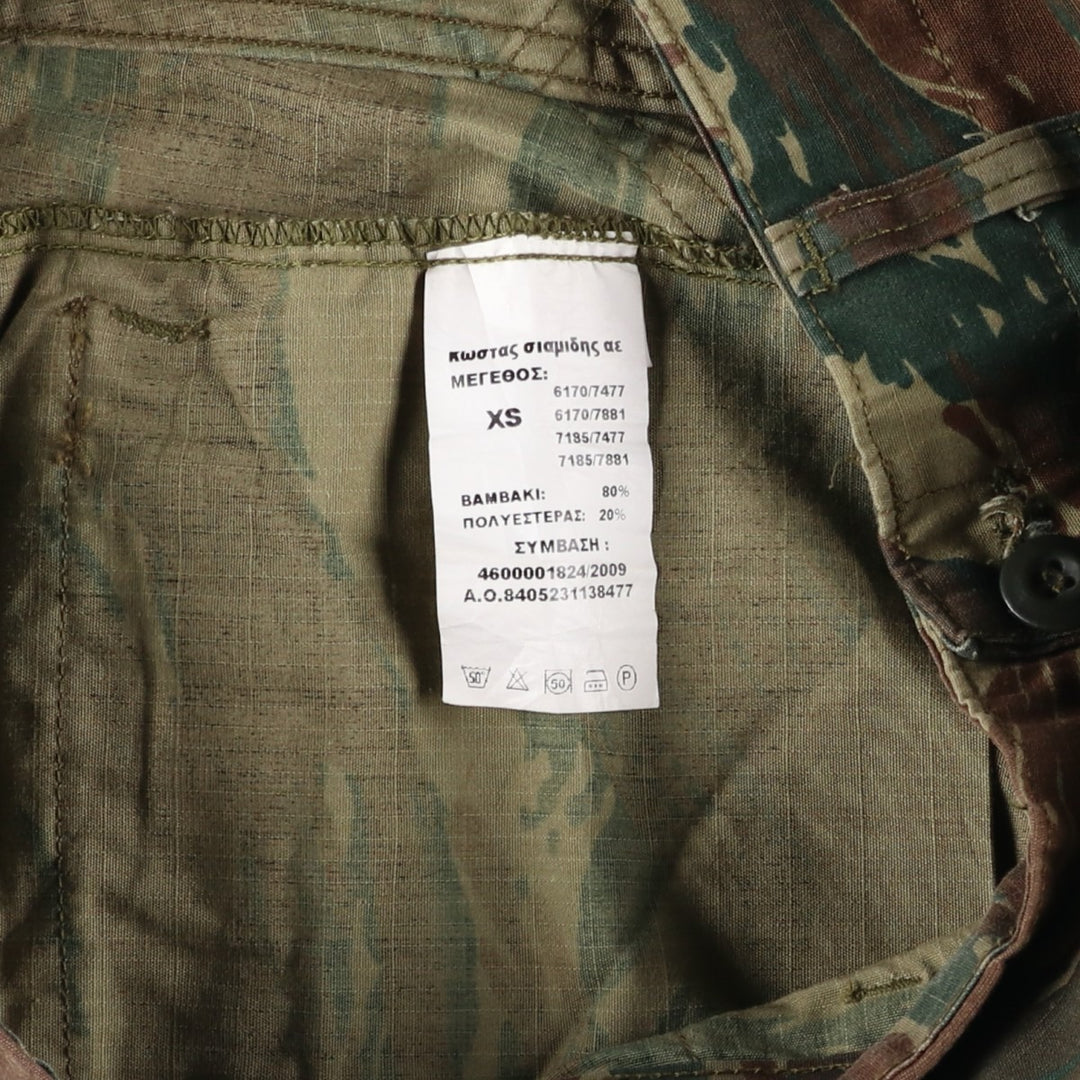 κωστας σιαμιδης αε
ΜΕΓΕΘΟΣ:
XS
6170/7477
6170/7881
7185/7477
7185/7881
ΒΑΜΒΑΚΙ: 80%
ΠΟΛΥΕΣΤΕΡΑΣ: 20%
ΣΥΜΒΑΣΗ :
4600001824/2009
Α.Ο.8405231138477
50° 50 P